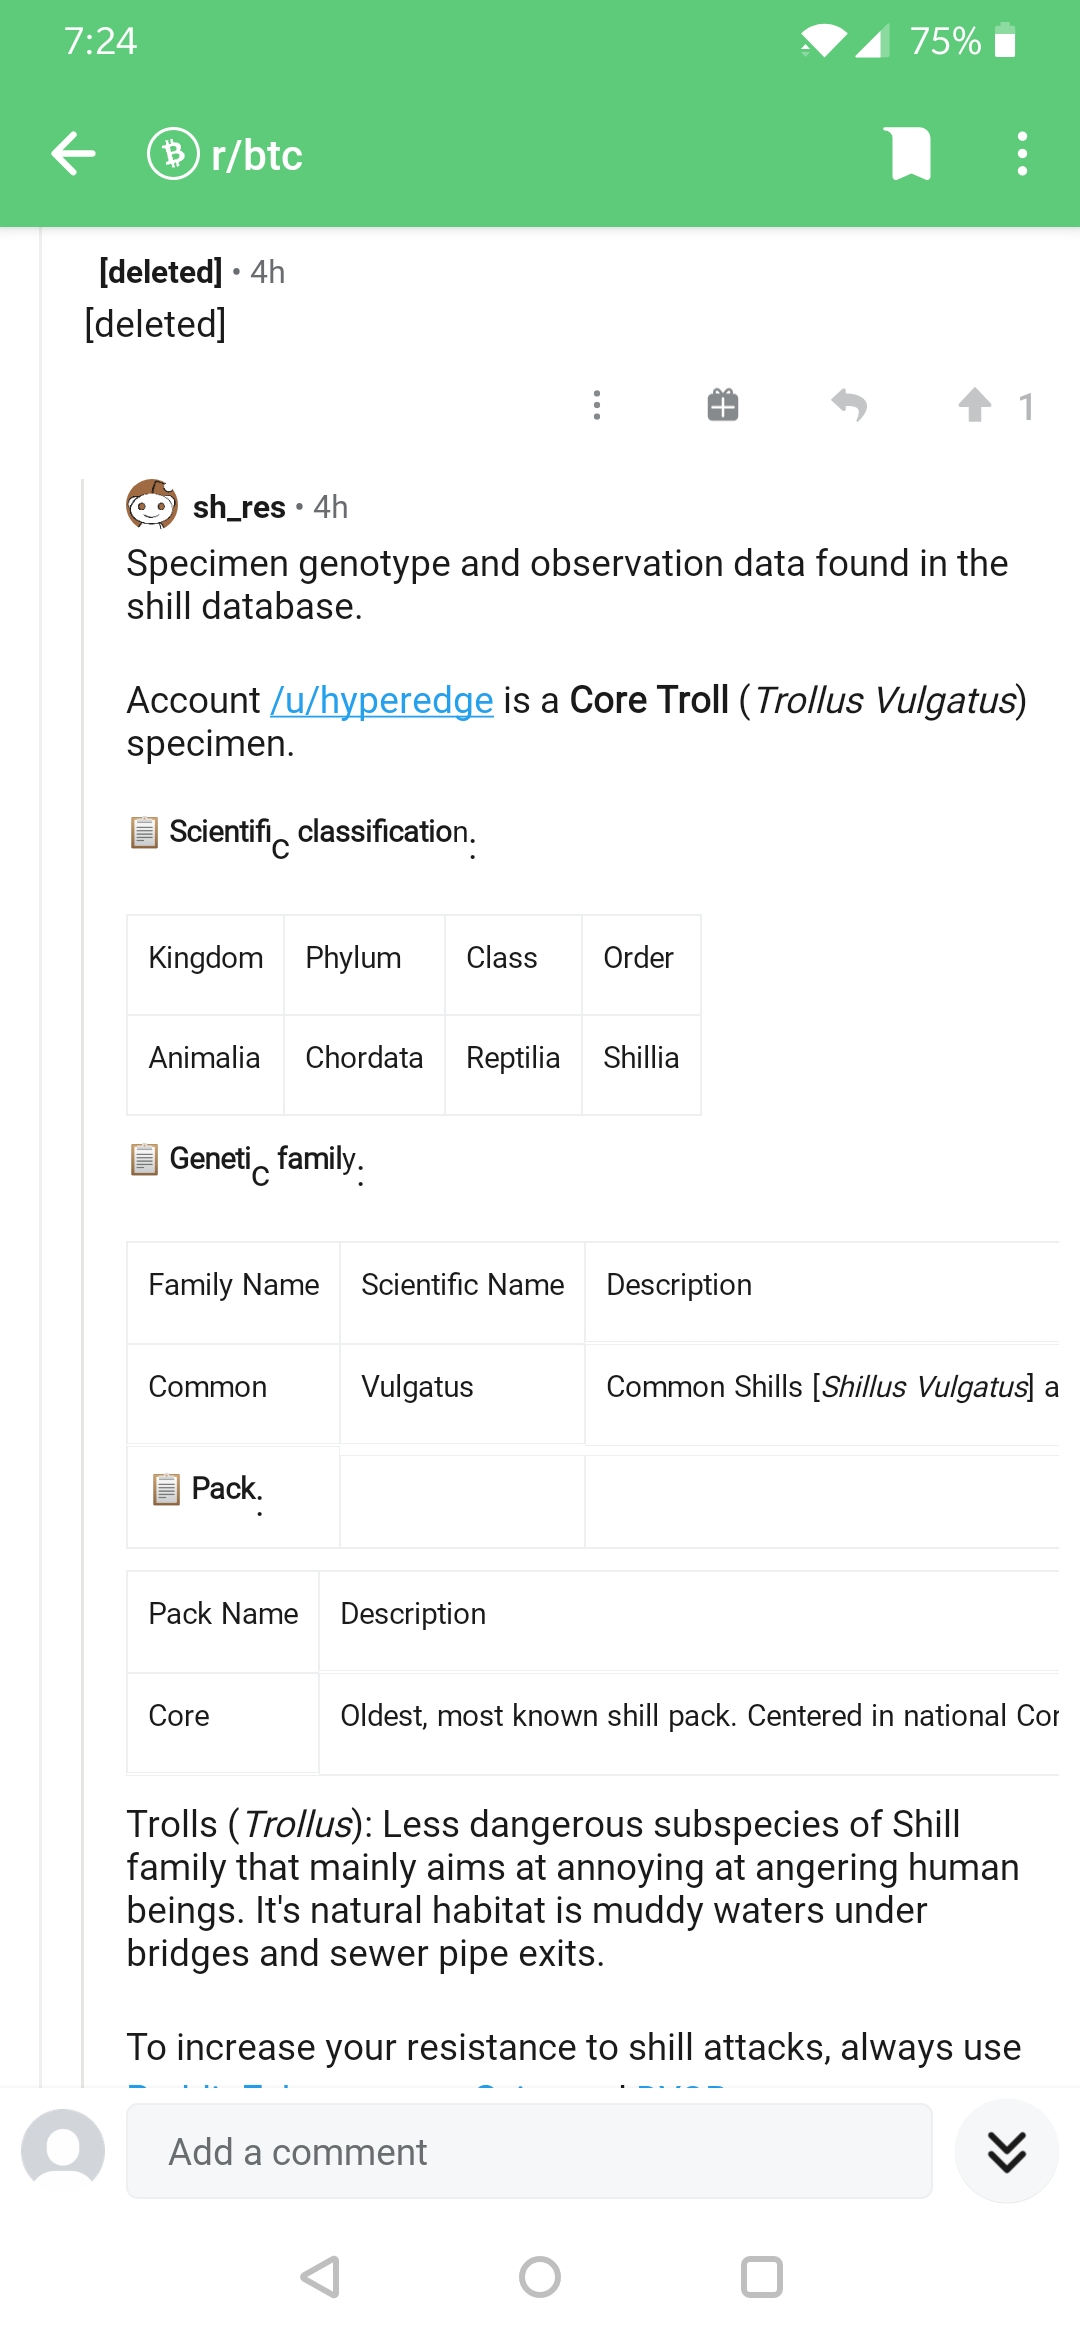 7:24
75%
r/btc
[deleted] • 4h
[deleted]
1
sh_res • 4h
Specimen genotype and observation data found in the
shill database.
Account /u/hyperedge is a Core Troll (Trollus Vulgatus)
specimen.
Scientific classification:
Kingdom Phylum Class Order
Animalia Chordata Reptilia Shillia
Genetic family:
Family Name Scientific Name Description
Common Vulgatus Common Shills [Shillus Vulgatus] a
Pack:
Pack Name Description
Core Oldest, most known shill pack. Centered in national Cor
Trolls (Trollus): Less dangerous subspecies of Shill
family that mainly aims at annoying at angering human
beings. It's natural habitat is muddy waters under
bridges and sewer pipe exits.
To increase your resistance to shill attacks, always use
Add a comment